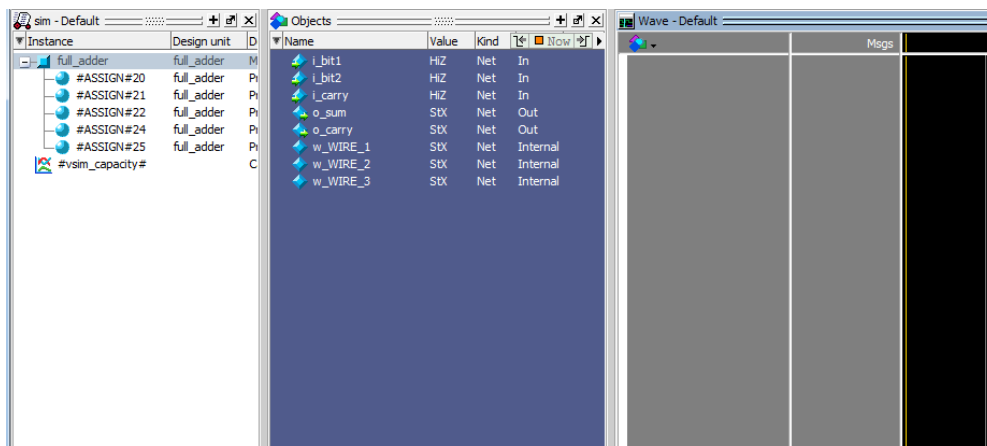 sim - Default
Instance Design unit D
full_adder full_adder M
#ASSIGN#20 full_adder Pr
#ASSIGN#21 full_adder Pr
#ASSIGN#22 full_adder Pr
#ASSIGN#24 full_adder Pr
#ASSIGN#25 full_adder Pr
#vsim_capacity# C
Objects
Name Value Kind Now
i_bit1 HiZ Net In
i_bit2 HiZ Net In
i_carry HiZ Net In
o_sum StX Net Out
o_carry StX Net Out
w_WIRE_1 StX Net Internal
w_WIRE_2 StX Net Internal
w_WIRE_3 StX Net Internal
Wave - Default
Msgs